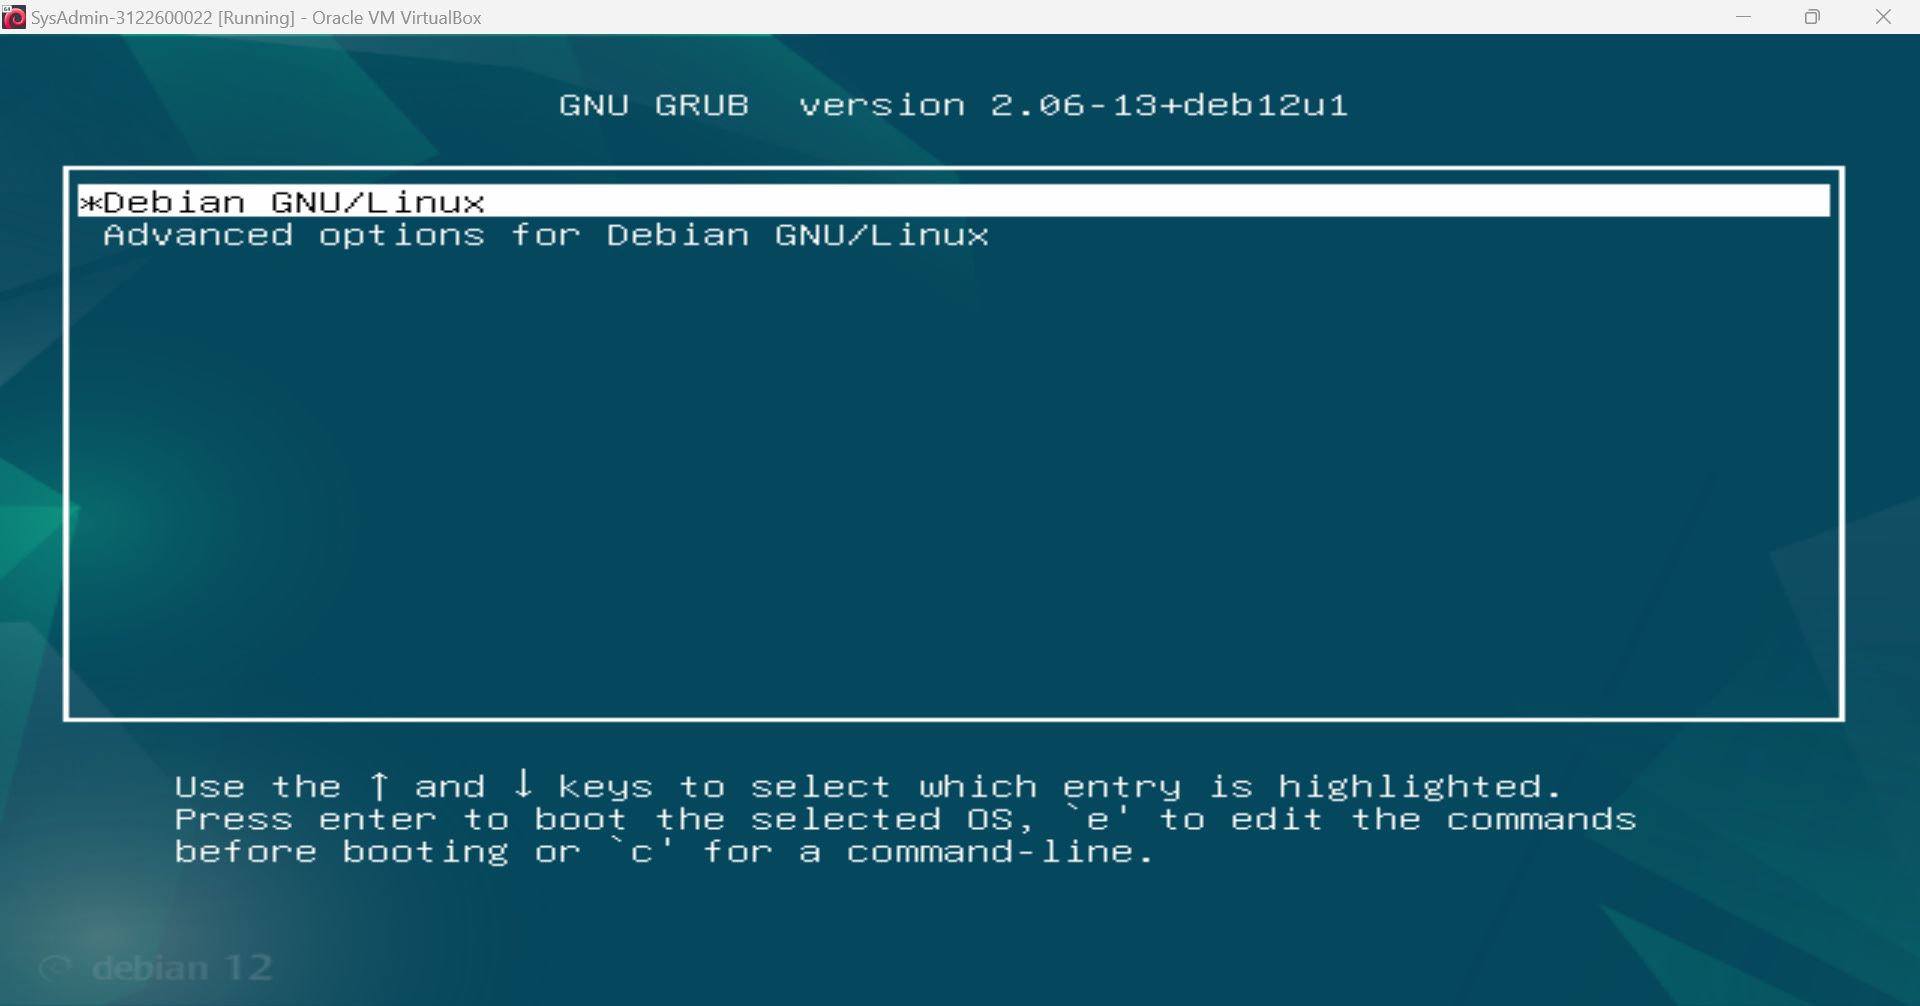 SysAdmin-3122600022 [Running] - Oracle VM VirtualBox
GNU GRUB  version 2.06-13+deb12u1
*Debian GNU/Linux
Advanced options for Debian GNU/Linux
Use the ↑ and ↓ keys to select which entry is highlighted.
Press enter to boot the selected OS, `e' to edit the commands
before booting or `c' for a command-line.
debian 12